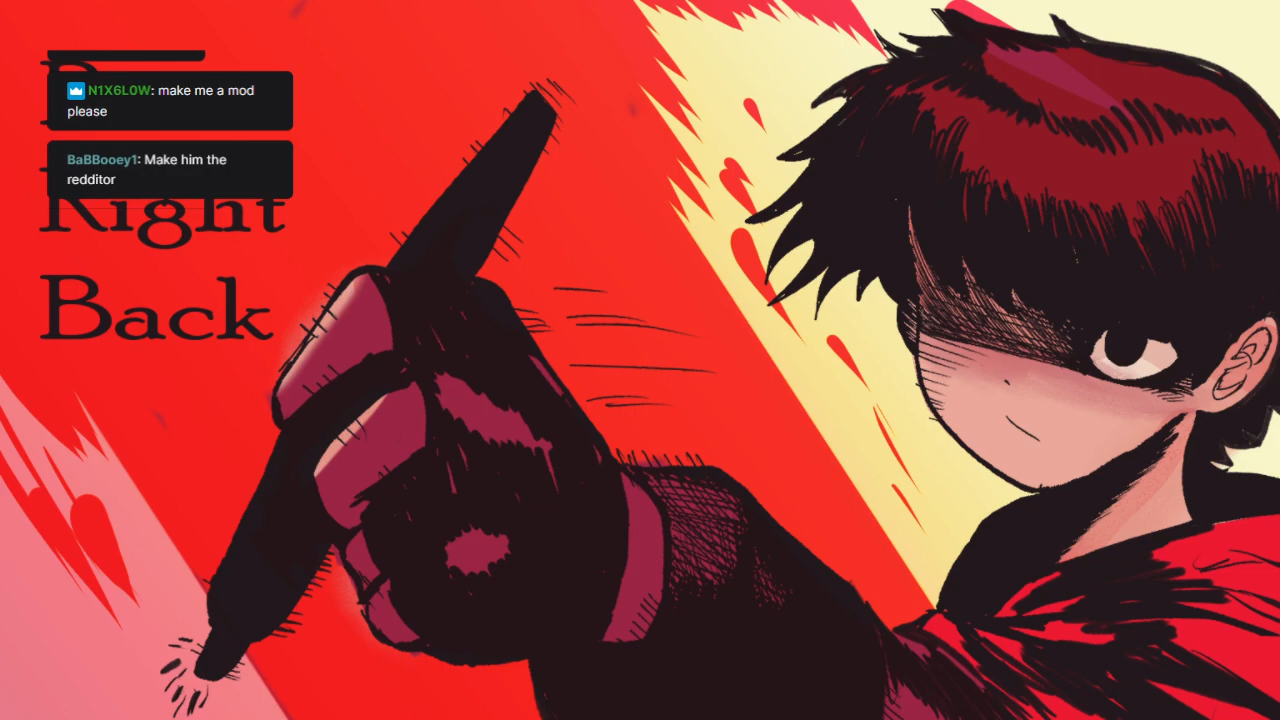 N1X6L0W: make me a mod
please
BaBBooey1: Make him the
redditor
Right
Back